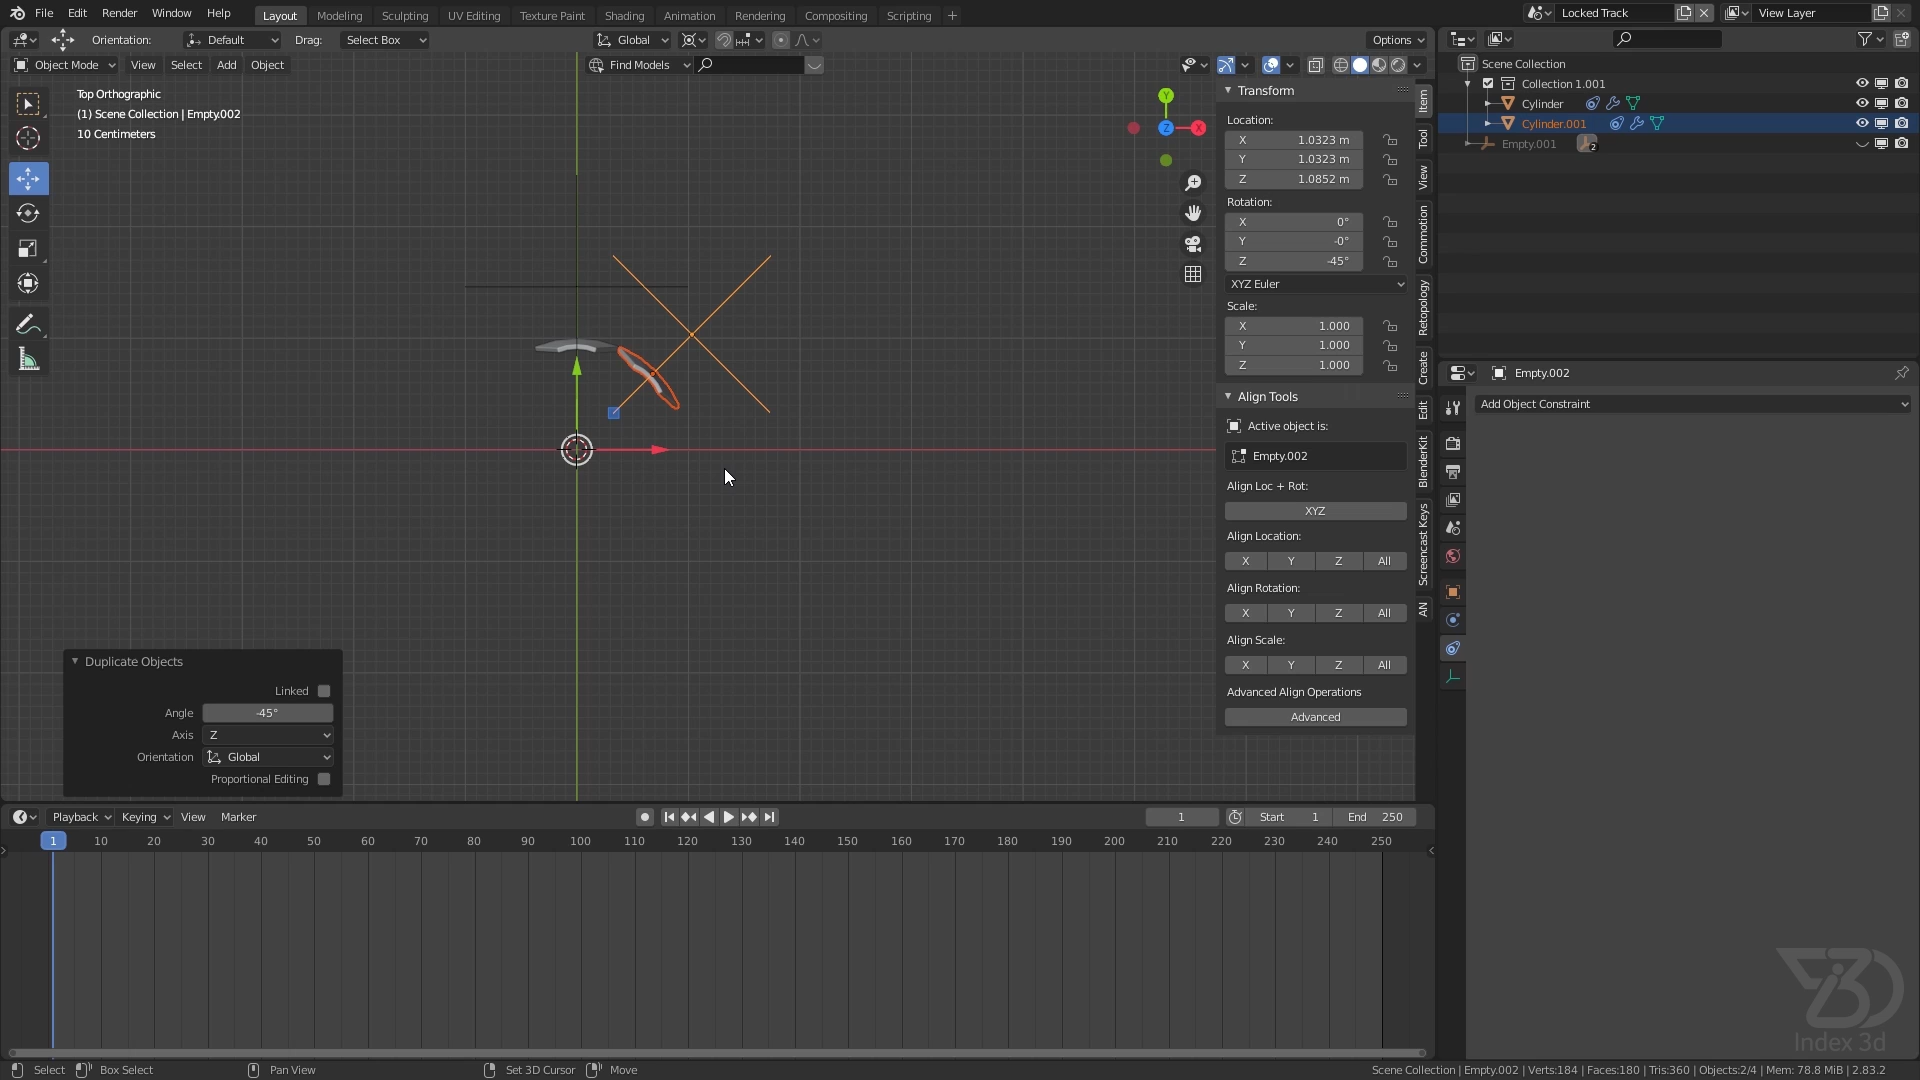 File Edit Render Window Help Layout Modeling Sculpting UV Editing Texture Paint Shading Animation Rendering Compositing Scripting + Locked Track View Layer
Orientation: Default Drag: Select Box Global Options
Object Mode View Select Add Object Find Models
Top Orthographic
(1) Scene Collection | Empty.002
10 Centimeters
Y
Z
X
Transform
Location:
X 1.0323 m
Y 1.0323 m
Z 1.0852 m
Rotation:
X 0°
Y -0°
Z -45°
XYZ Euler
Scale:
X 1.000
Y 1.000
Z 1.000
Align Tools
Active object is:
Empty.002
Align Loc + Rot:
XYZ
Align Location:
X Y Z All
Align Rotation:
X Y Z All
Align Scale:
X Y Z All
Advanced Align Operations
Advanced
Item
Tool
View
Commotion
Retopology
Create
Edit
BlenderKit
Screencast Keys
AN
Scene Collection
Collection 1.001
Cylinder
Cylinder.001
Empty.001 2
Empty.002
Add Object Constraint
Duplicate Objects
Linked
Angle -45°
Axis Z
Orientation Global
Proportional Editing
Playback Keying View Marker 1 Start 1 End 250
1 10 20 30 40 50 60 70 80 90 100 110 120 130 140 150 160 170 180 190 200 210 220 230 240 250
Index 3d
Select Box Select Pan View Set 3D Cursor Move Scene Collection | Empty.002 | Verts:184 | Faces:180 | Tris:360 | Objects:2/4 | Mem: 78.8 MiB | 2.83.2